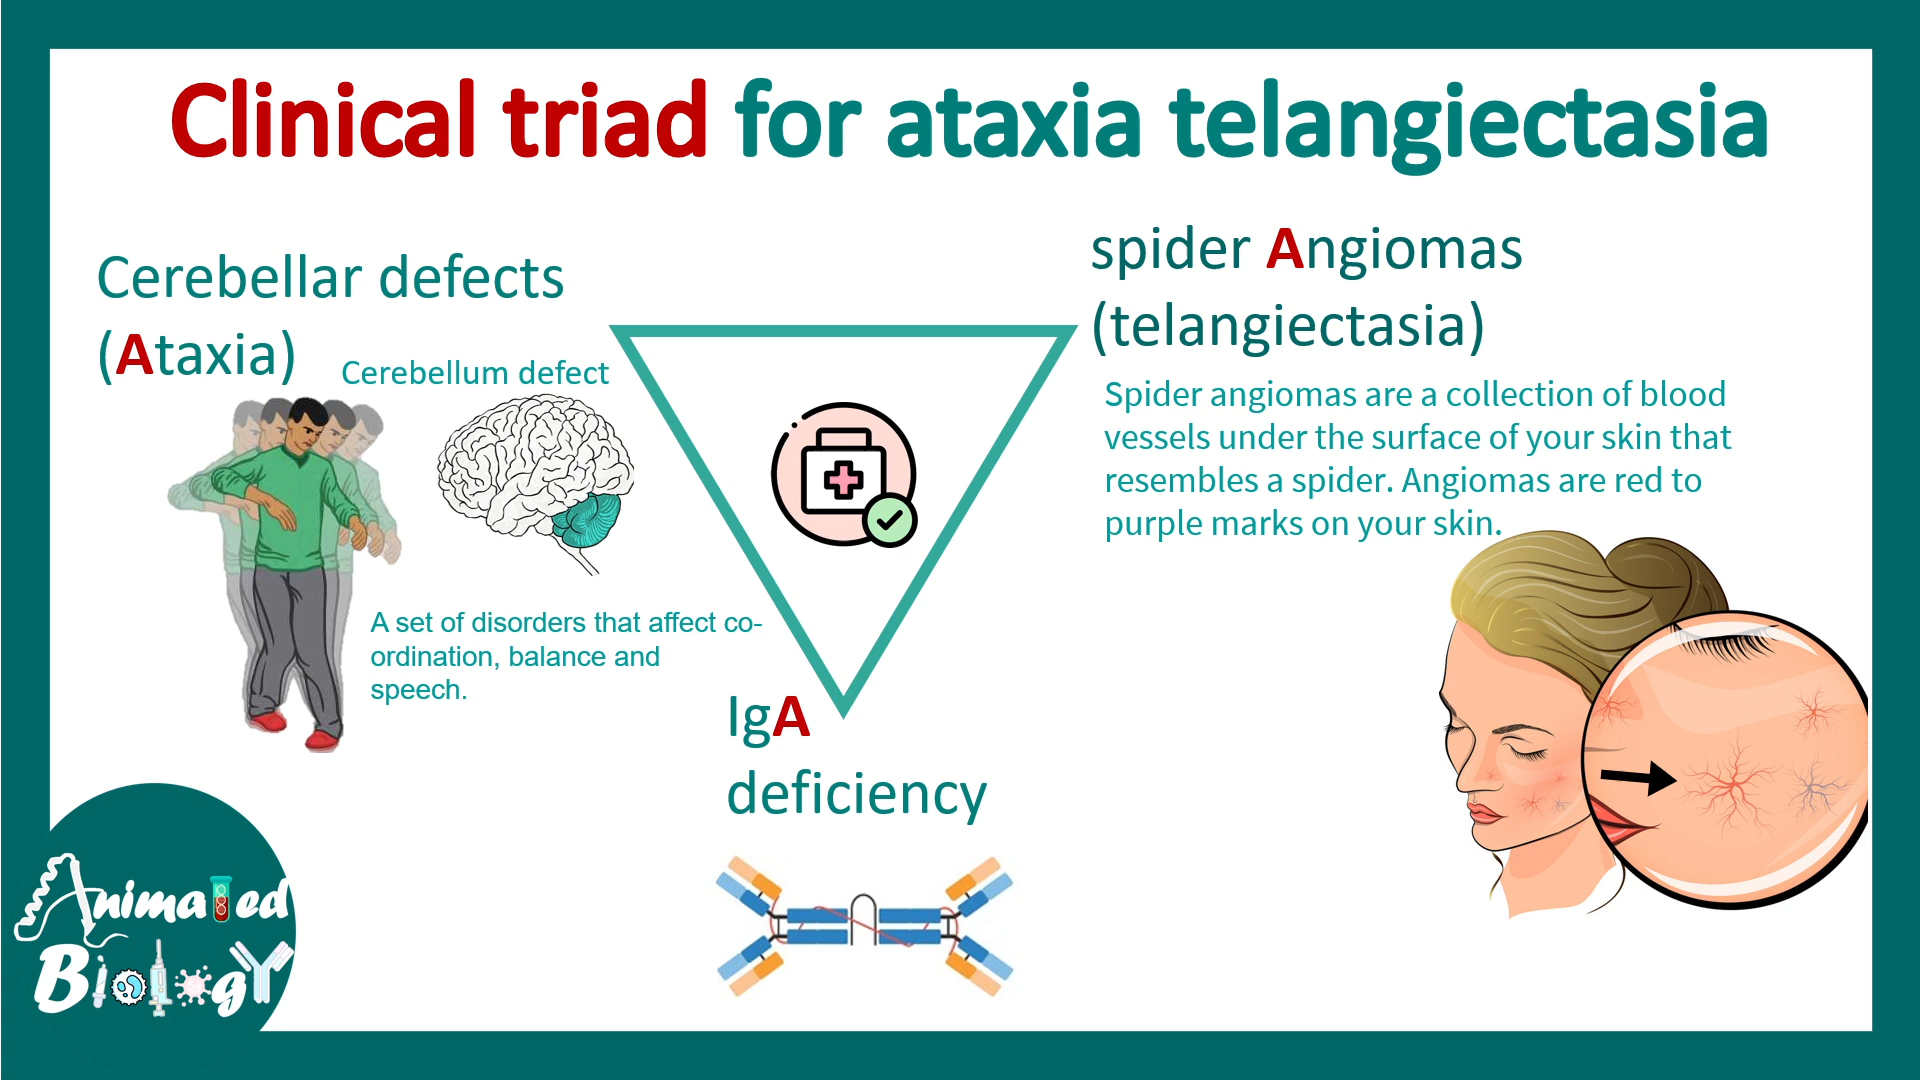 Clinical triad for ataxia telangiectasia
Cerebellar defects
(Ataxia)
Cerebellum defect
A set of disorders that affect co-
ordination, balance and
speech.
spider Angiomas
(telangiectasia)
Spider angiomas are a collection of blood
vessels under the surface of your skin that
resembles a spider. Angiomas are red to
purple marks on your skin.
IgA
deficiency
Animated
Biology